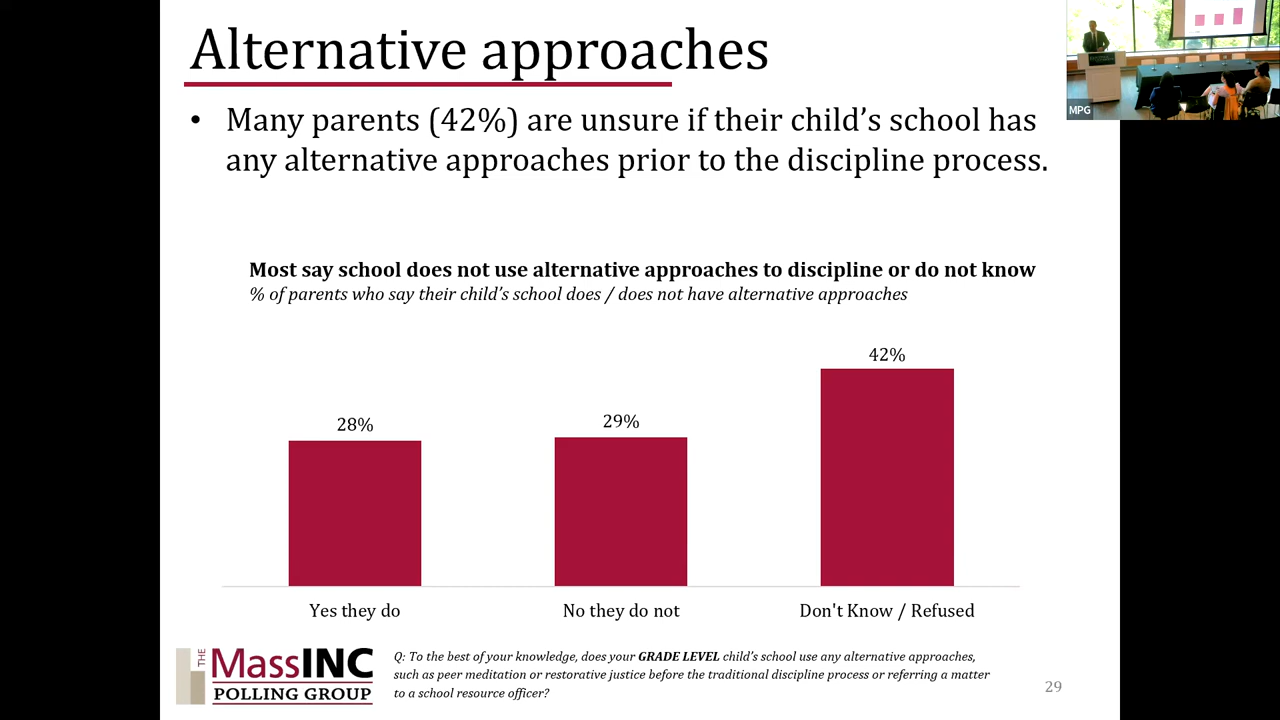 Alternative approaches
• Many parents (42%) are unsure if their child’s school has
any alternative approaches prior to the discipline process.
Most say school does not use alternative approaches to discipline or do not know
% of parents who say their child’s school does / does not have alternative approaches
28%
29%
42%
Yes they do
No they do not
Don't Know / Refused
THE
MassINC
POLLING GROUP
Q: To the best of your knowledge, does your GRADE LEVEL child’s school use any alternative approaches,
such as peer meditation or restorative justice before the traditional discipline process or referring a matter
to a school resource officer?
29
MPG